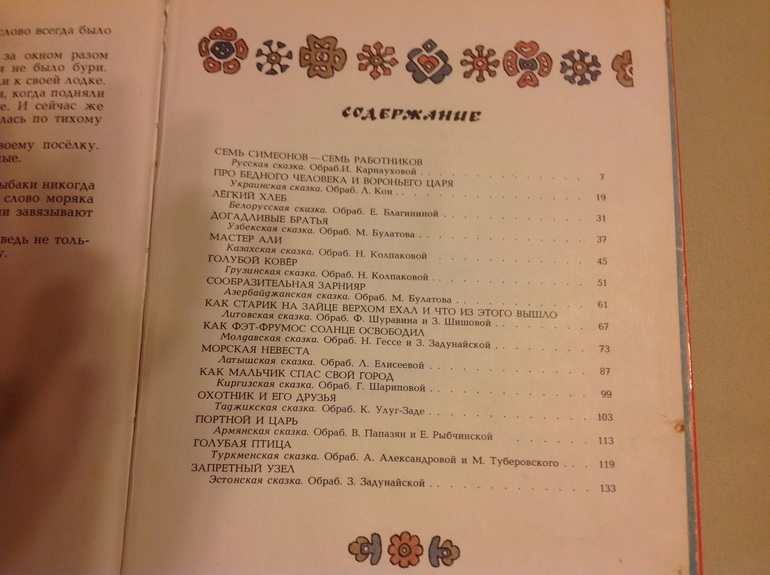 слово всегда было
за окном разом
не было бури.
к своей лодке.
когда подняли
И сейчас же
лась по тихому
посёлку.
рыбаки никогда
слово моряка
завязывают
ведь не толь-
СОДЕРЖАНИЕ
СЕМЬ СИМЕОНОВ — СЕМЬ РАБОТНИКОВ
Русская сказка. Обраб.И. Карнауховой . . . . . . . . . . . . . 7
ПРО БЕДНОГО ЧЕЛОВЕКА И ВОРОНЬЕГО ЦАРЯ
Украинская сказка. Обраб. Л. Кон . . . . . . . . . . . . . . 19
ЛЁГКИЙ ХЛЕБ
Белорусская сказка. Обраб. Е. Благининой . . . . . . . . . . . 31
ДОГАДЛИВЫЕ БРАТЬЯ
Узбекская сказка. Обраб. М. Булатова . . . . . . . . . . . . . 37
МАСТЕР АЛИ
Казахская сказка. Обраб. Н. Колпаковой . . . . . . . . . . . . 45
ГОЛУБОЙ КОВЁР
Грузинская сказка. Обраб. Н. Колпаковой . . . . . . . . . . . 51
СООБРАЗИТЕЛЬНАЯ ЗАРНИЯР
Азербайджанская сказка. Обраб. М. Булатова . . . . . . . . . . 61
КАК СТАРИК НА ЗАЙЦЕ ВЕРХОМ ЕХАЛ И ЧТО ИЗ ЭТОГО ВЫШЛО
Литовская сказка. Обраб. Ф. Шуравина и З. Шишовой . . . . . . . 67
КАК ФЭТ-ФРУМОС СОЛНЦЕ ОСВОБОДИЛ
Молдавская сказка. Обраб. Н. Гессе и З. Задунайской . . . . . . 73
МОРСКАЯ НЕВЕСТА
Латышская сказка. Обраб. Л. Елисеевой . . . . . . . . . . . . 87
КАК МАЛЬЧИК СПАС СВОЙ ГОРОД
Киргизская сказка. Обраб. Г. Шариповой . . . . . . . . . . . . 99
ОХОТНИК И ЕГО ДРУЗЬЯ
Таджикская сказка. Обраб. К. Улуг-Заде . . . . . . . . . . . . 103
ПОРТНОЙ И ЦАРЬ
Армянская сказка. Обраб. В. Папазян и Е. Рыбчинской . . . . . . 113
ГОЛУБАЯ ПТИЦА
Туркменская сказка. Обраб. А. Александровой и М. Туберовского . . . 119
ЗАПРЕТНЫЙ УЗЕЛ
Эстонская сказка. Обраб. З. Задунайской . . . . . . . . . . . . 133